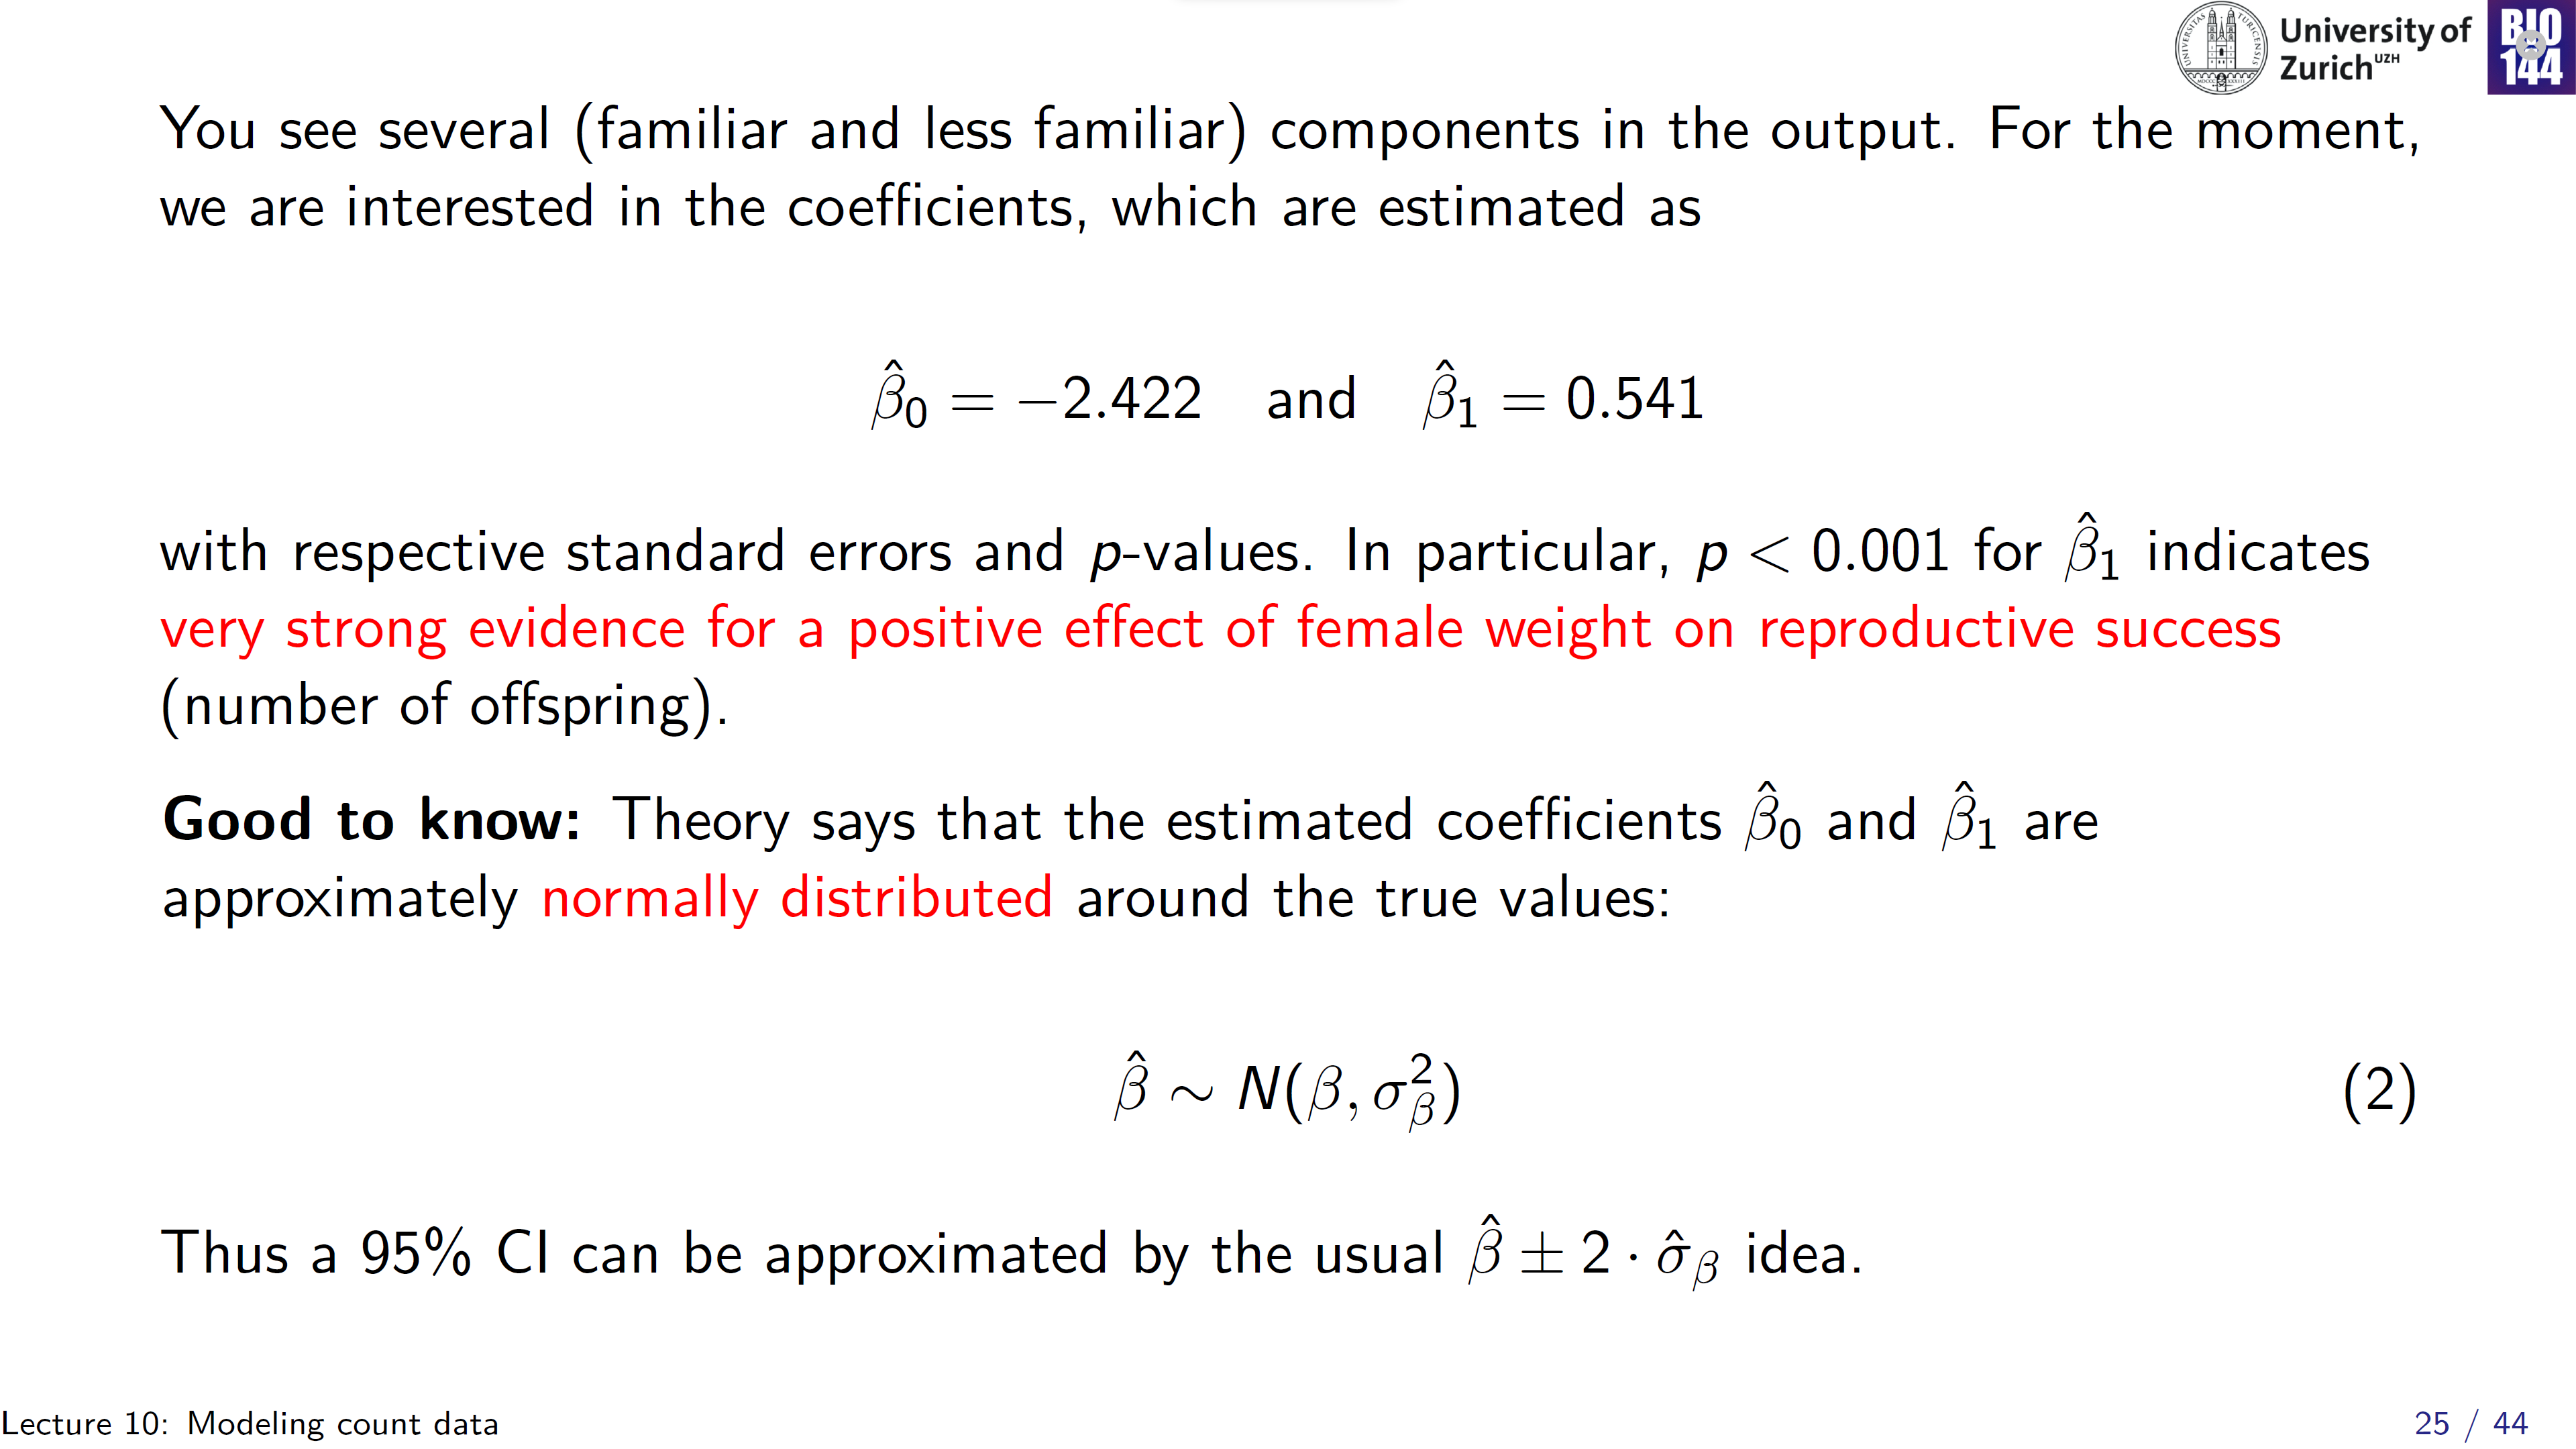 University of
Zurich UZH
BIO
144
You see several (familiar and less familiar) components in the output. For the moment,
we are interested in the coefficients, which are estimated as
β̂₀ = −2.422 and β̂₁ = 0.541
with respective standard errors and p-values. In particular, p < 0.001 for β̂₁ indicates
very strong evidence for a positive effect of female weight on reproductive success
(number of offspring).
Good to know: Theory says that the estimated coefficients β̂₀ and β̂₁ are
approximately normally distributed around the true values:
β̂ ∼ N(β, σ²_β) (2)
Thus a 95% CI can be approximated by the usual β̂ ± 2 · σ̂_β idea.
Lecture 10: Modeling count data 25 / 44